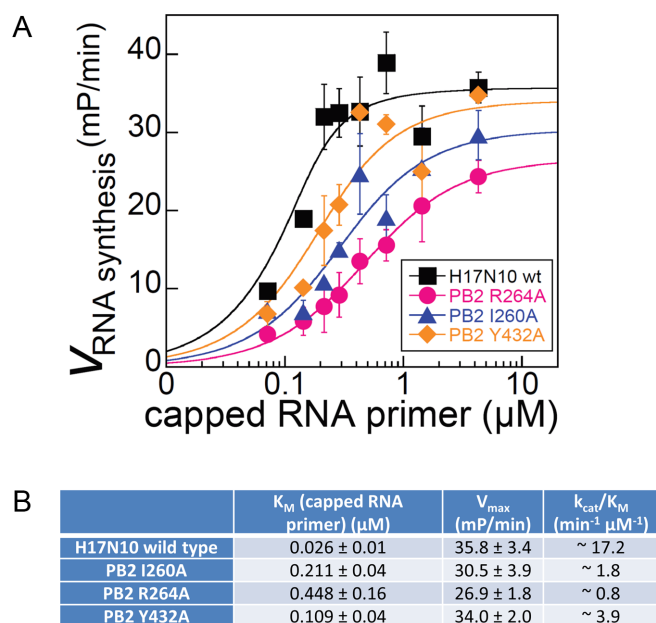 A
V RNA synthesis (mP/min)
40
30
20
10
0
0
0.1
1
10
capped RNA primer (µM)
H17N10 wt
PB2 R264A
PB2 I260A
PB2 Y432A
B
K_M (capped RNA primer) (µM) V_max (mP/min) k_cat/K_M (min⁻¹ µM⁻¹)
H17N10 wild type 0.026 ± 0.01 35.8 ± 3.4 ~ 17.2
PB2 I260A 0.211 ± 0.04 30.5 ± 3.9 ~ 1.8
PB2 R264A 0.448 ± 0.16 26.9 ± 1.8 ~ 0.8
PB2 Y432A 0.109 ± 0.04 34.0 ± 2.0 ~ 3.9